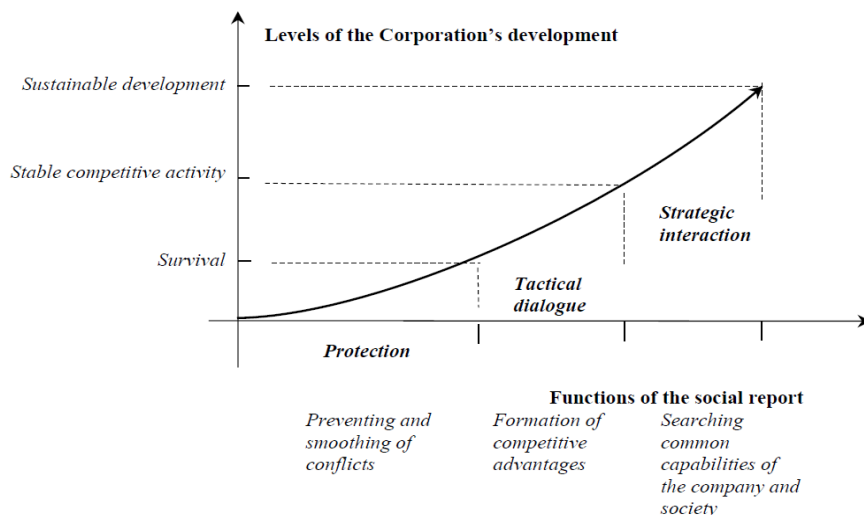 Levels of the Corporation's development
Sustainable development
Stable competitive activity
Strategic
interaction
Survival
Tactical
dialogue
Protection
Functions of the social report
Preventing and
smoothing of
conflicts
Formation of
competitive
advantages
Searching
common
capabilities of
the company and
society